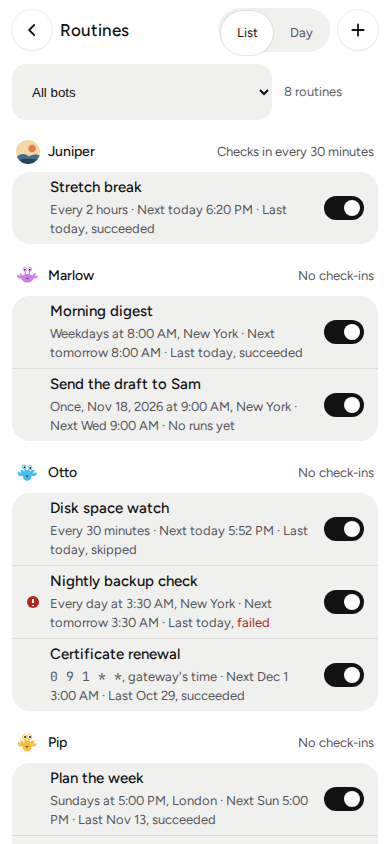 Routines
List
Day
All bots
8 routines
Juniper
Checks in every 30 minutes
Stretch break
Every 2 hours · Next today 6:20 PM · Last
today, succeeded
Marlow
No check-ins
Morning digest
Weekdays at 8:00 AM, New York · Next
tomorrow 8:00 AM · Last today, succeeded
Send the draft to Sam
Once, Nov 18, 2026 at 9:00 AM, New York ·
Next Wed 9:00 AM · No runs yet
Otto
No check-ins
Disk space watch
Every 30 minutes · Next today 5:52 PM · Last
today, skipped
Nightly backup check
Every day at 3:30 AM, New York · Next
tomorrow 3:30 AM · Last today, failed
Certificate renewal
0 9 1 * *, gateway's time · Next Dec 1
3:00 AM · Last Oct 29, succeeded
Pip
No check-ins
Plan the week
Sundays at 5:00 PM, London · Next Sun 5:00
PM · Last Nov 13, succeeded